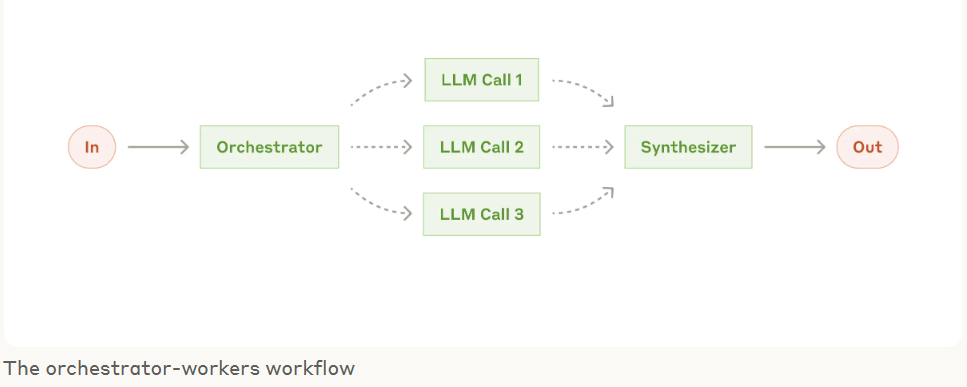 LLM Call 1
In
Orchestrator
LLM Call 2
Synthesizer
Out
LLM Call 3
The orchestrator-workers workflow